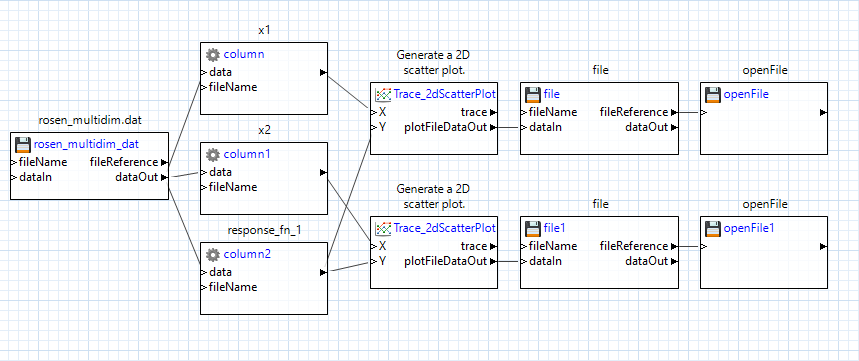 rosen_multidim.dat
rosen_multidim_dat
fileName fileReference
dataIn dataOut
x1
column
data
fileName
x2
column1
data
fileName
response_fn_1
column2
data
fileName
Generate a 2D
scatter plot.
Trace_2dScatterPlot
X trace
Y plotFileDataOut
file
file
fileName fileReference
dataIn dataOut
openFile
openFile
Generate a 2D
scatter plot.
Trace_2dScatterPlot
X trace
Y plotFileDataOut
file
file1
fileName fileReference
dataIn dataOut
openFile
openFile1